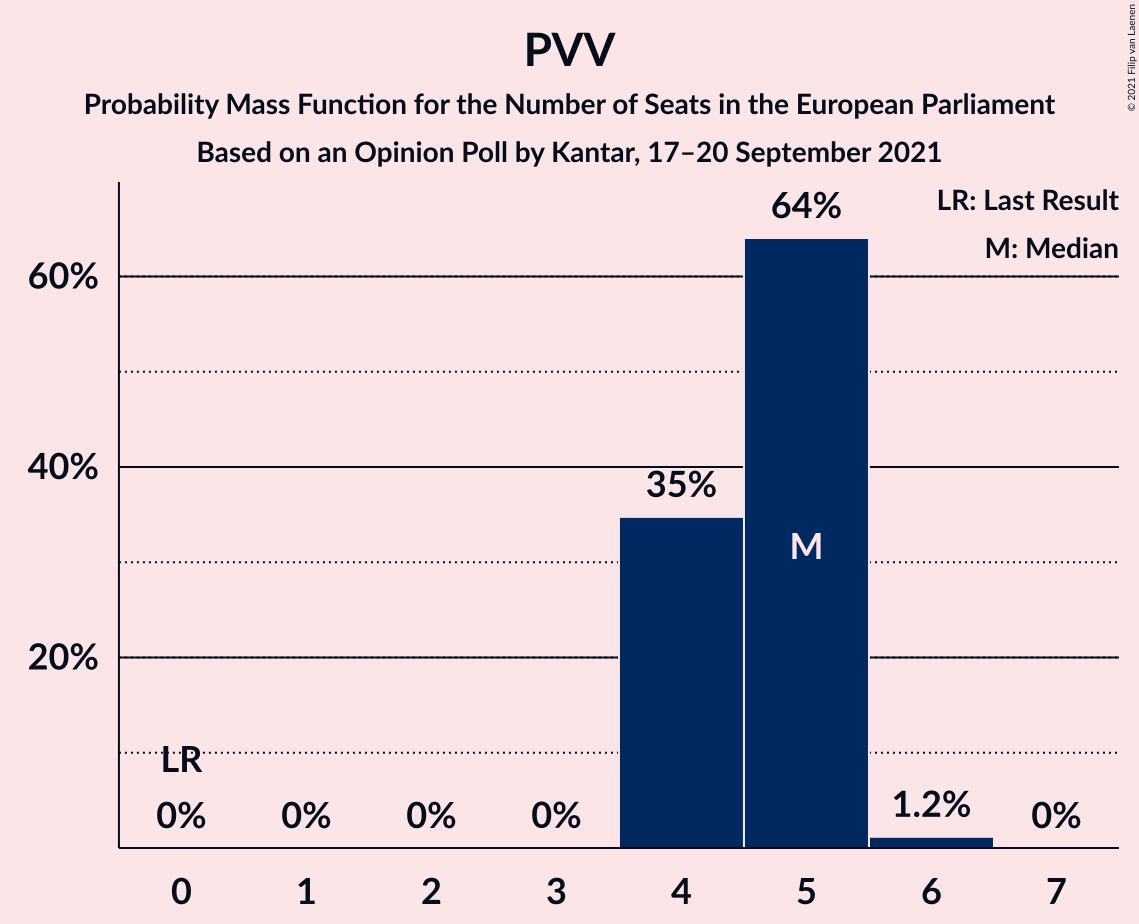 PVV
Probability Mass Function for the Number of Seats in the European Parliament
Based on an Opinion Poll by Kantar, 17–20 September 2021
© 2021 Filip van Laenen
LR: Last Result
M: Median
64%
60%
40%
35%
M
20%
LR
0%
0%
0%
0%
1.2%
0%
0
1
2
3
4
5
6
7